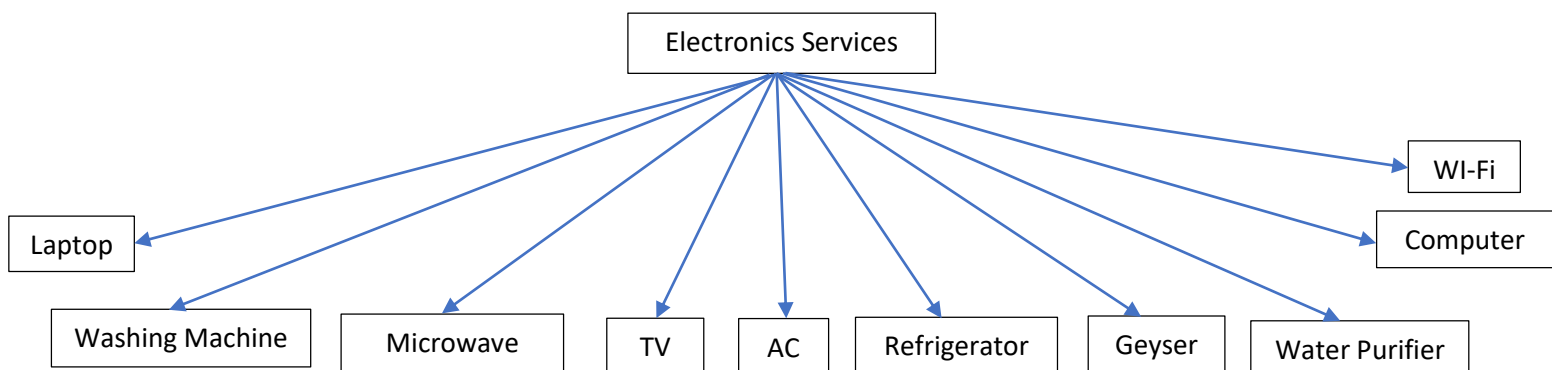 Electronics Services
WI-Fi
Laptop
Computer
Washing Machine
Microwave
TV
AC
Refrigerator
Geyser
Water Purifier